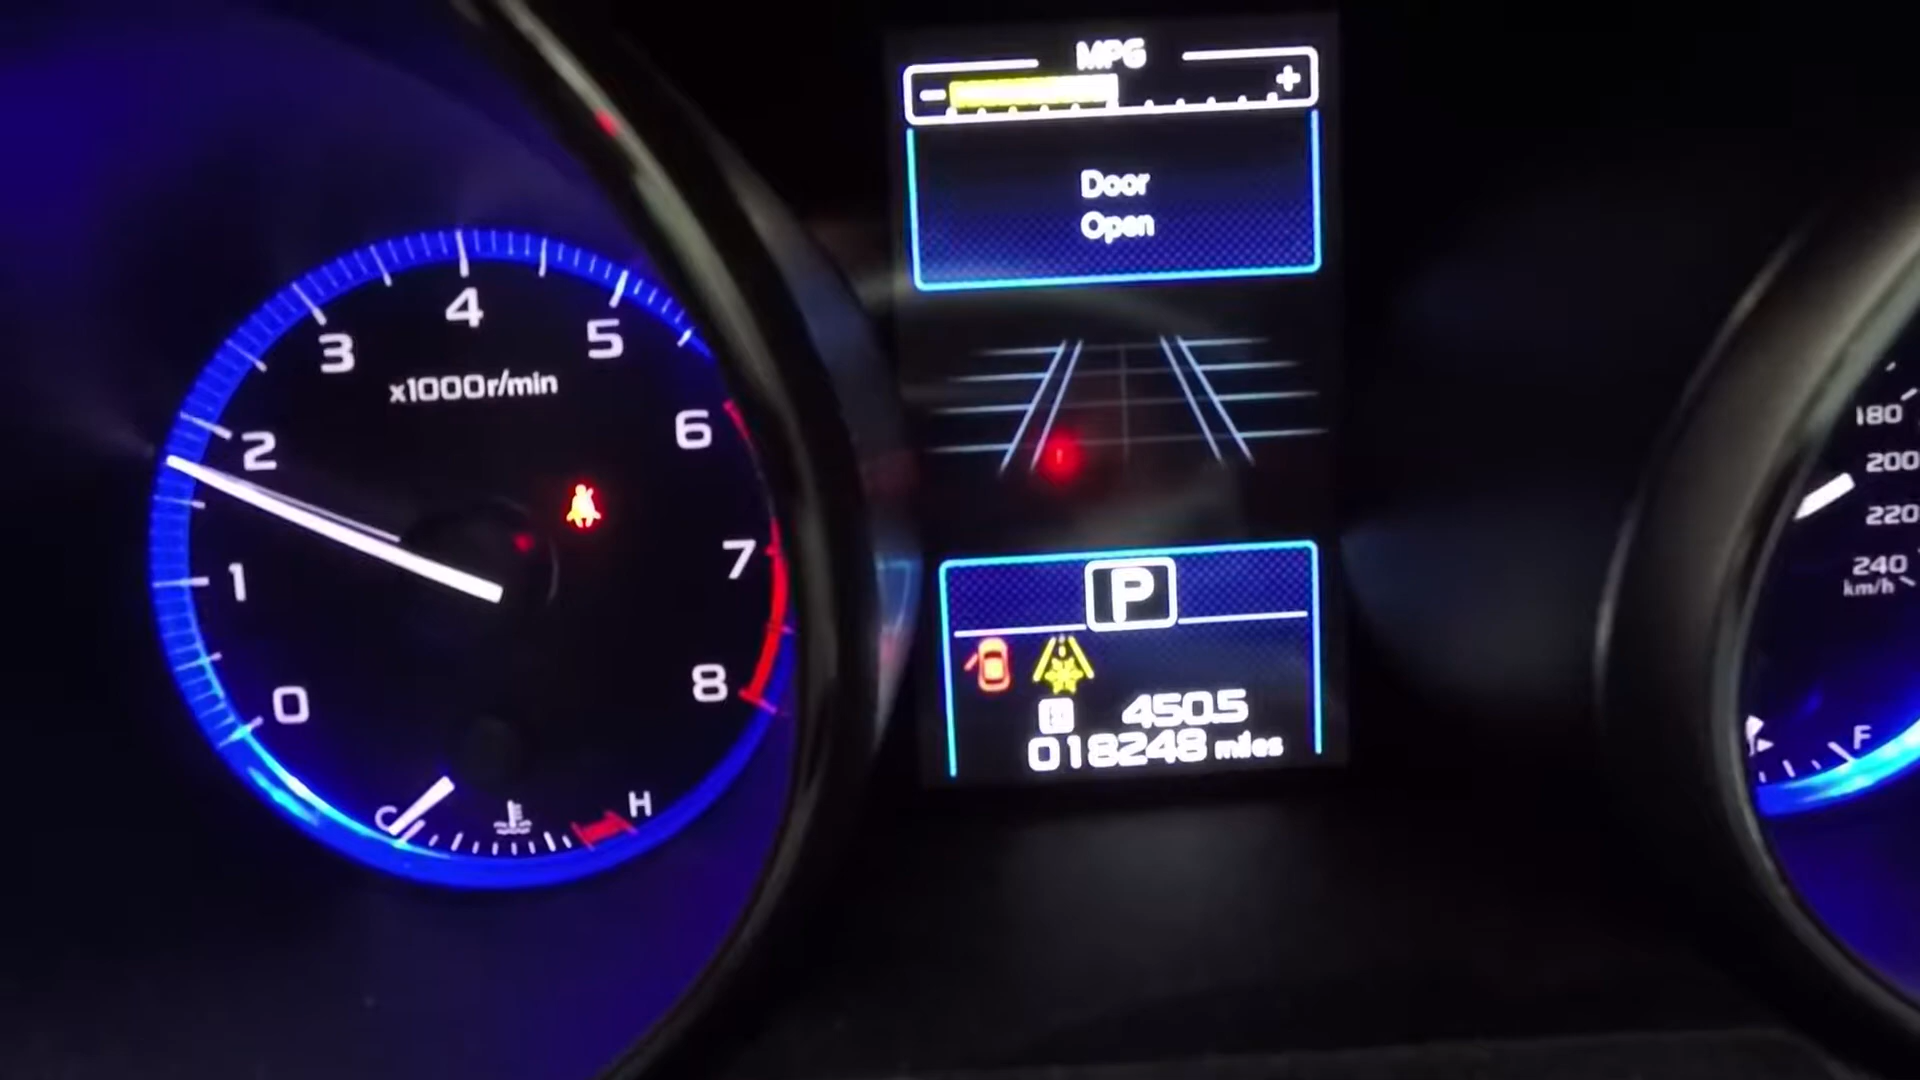 MPG
- +
Door
Open
4
3 5
x1000r/min
2 6
1 7
0 8
C H
P
450.5
018248 miles
180
200
220
240
km/h
F